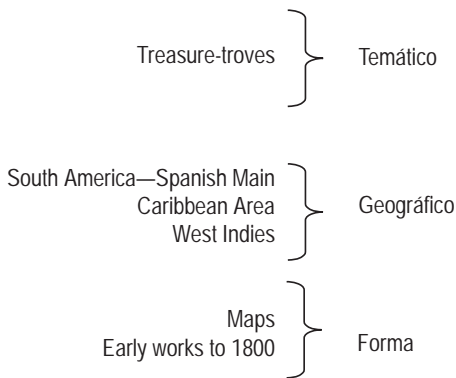 Treasure-troves
Temático
South America—Spanish Main
Caribbean Area
West Indies
Geográfico
Maps
Early works to 1800
Forma